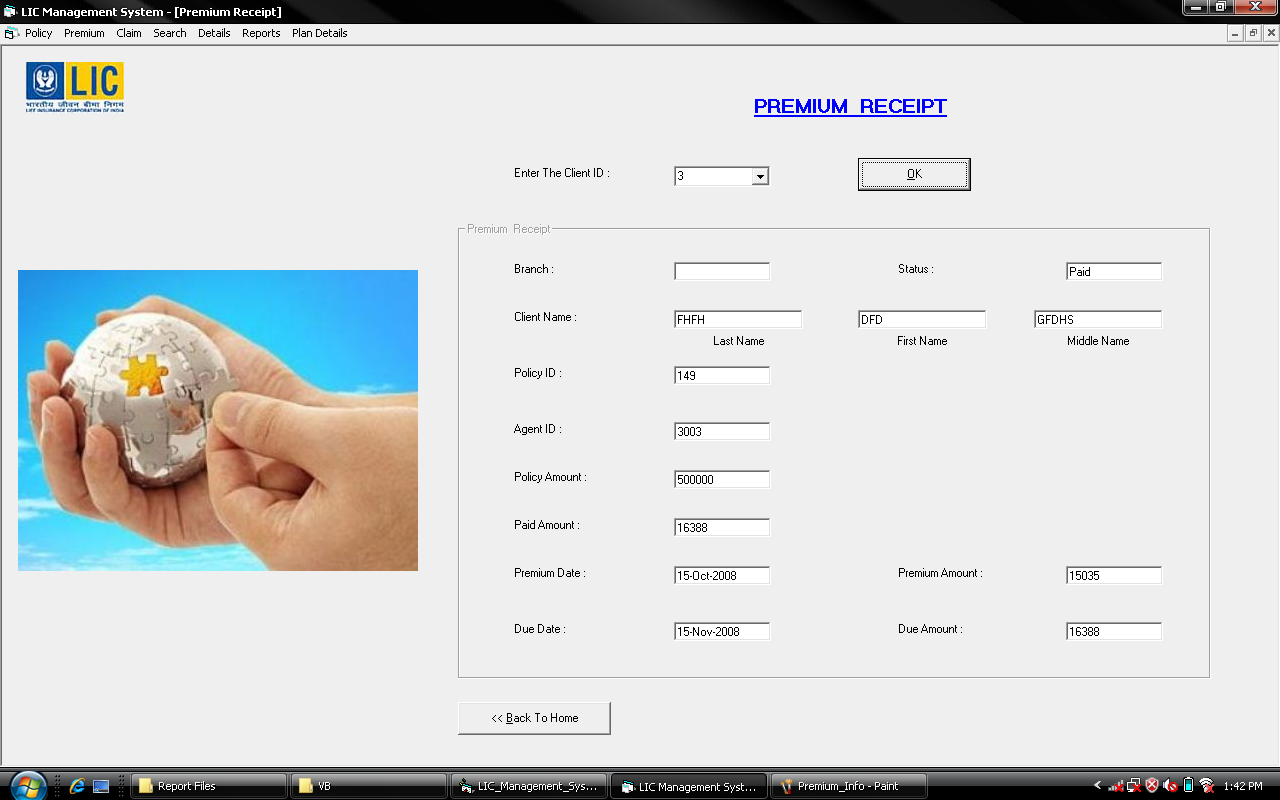 LIC Management System - [Premium Receipt]
Policy Premium Claim Search Details Reports Plan Details
LIC
भारतीय जीवन बीमा निगम
LIFE INSURANCE CORPORATION OF INDIA
PREMIUM RECEIPT
Enter The Client ID : 3 OK
Premium Receipt
Branch : Status : Paid
Client Name : FHFH DFD GFDHS
Last Name First Name Middle Name
Policy ID : 149
Agent ID : 3003
Policy Amount : 500000
Paid Amount : 16388
Premium Date : 15-Oct-2008 Premium Amount : 15035
Due Date : 15-Nov-2008 Due Amount : 16388
<< Back To Home
Report Files VB LIC_Management_Sys... LIC Management Syst... Premium_Info - Paint 1:42 PM